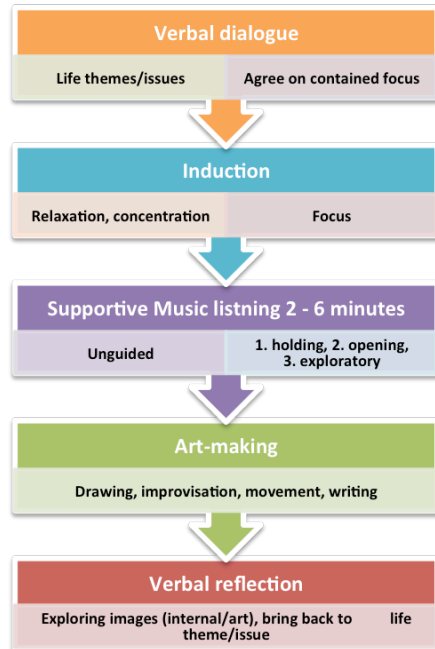 Verbal dialogue
Life themes/issues
Agree on contained focus
Induction
Relaxation, concentration
Focus
Supportive Music listning 2 - 6 minutes
Unguided
1. holding, 2. opening,
3. exploratory
Art-making
Drawing, improvisation, movement, writing
Verbal reflection
Exploring images (internal/art), bring back to life
theme/issue